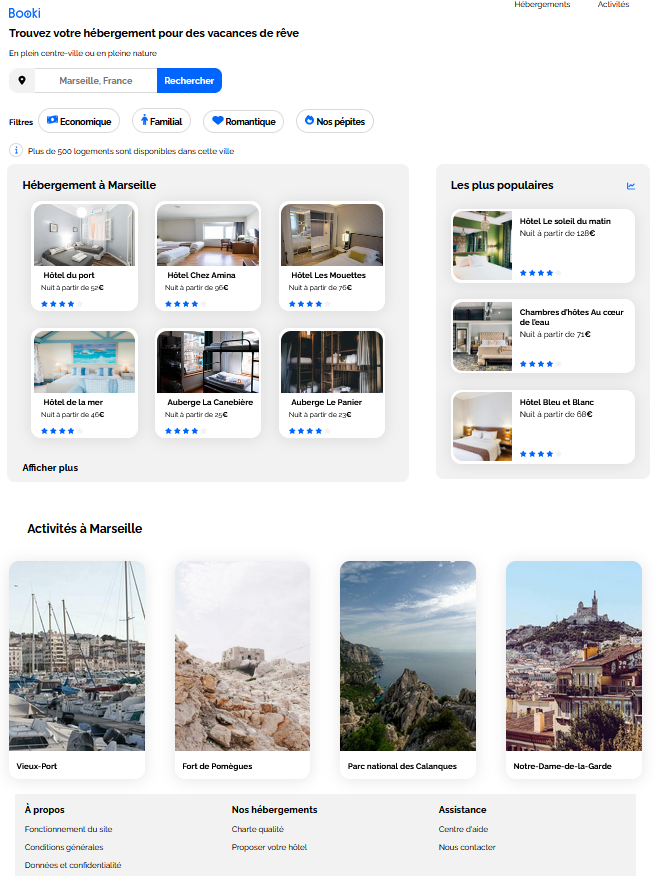 Hébergements Activités
Booki
Trouvez votre hébergement pour des vacances de rêve
En plein centre-ville ou en pleine nature
Marseille, France Rechercher
Filtres Economique Familial Romantique Nos pépites
Plus de 500 logements sont disponibles dans cette ville
Hébergement à Marseille
Hôtel du port
Nuit à partir de 52€
Hôtel Chez Amina
Nuit à partir de 96€
Hôtel Les Mouettes
Nuit à partir de 76€
Hôtel de la mer
Nuit à partir de 46€
Auberge La Canebière
Nuit à partir de 25€
Auberge Le Panier
Nuit à partir de 23€
Afficher plus
Les plus populaires
Hôtel Le soleil du matin
Nuit à partir de 128€
Chambres d'hôtes Au cœur
de l'eau
Nuit à partir de 71€
Hôtel Bleu et Blanc
Nuit à partir de 68€
Activités à Marseille
Vieux-Port
Fort de Pomègues
Parc national des Calanques
Notre-Dame-de-la-Garde
À propos
Fonctionnement du site
Conditions générales
Données et confidentialité
Nos hébergements
Charte qualité
Proposer votre hôtel
Assistance
Centre d'aide
Nous contacter